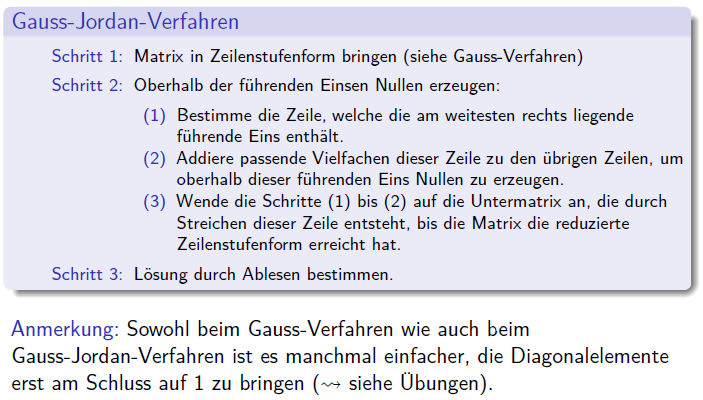 Gauss-Jordan-Verfahren
Schritt 1: Matrix in Zeilenstufenform bringen (siehe Gauss-Verfahren)
Schritt 2: Oberhalb der führenden Einsen Nullen erzeugen:
(1) Bestimme die Zeile, welche die am weitesten rechts liegende
führende Eins enthält.
(2) Addiere passende Vielfachen dieser Zeile zu den übrigen Zeilen, um
oberhalb dieser führenden Eins Nullen zu erzeugen.
(3) Wende die Schritte (1) bis (2) auf die Untermatrix an, die durch
Streichen dieser Zeile entsteht, bis die Matrix die reduzierte
Zeilenstufenform erreicht hat.
Schritt 3: Lösung durch Ablesen bestimmen.
Anmerkung: Sowohl beim Gauss-Verfahren wie auch beim
Gauss-Jordan-Verfahren ist es manchmal einfacher, die Diagonalelemente
erst am Schluss auf 1 zu bringen (⇝ siehe Übungen).